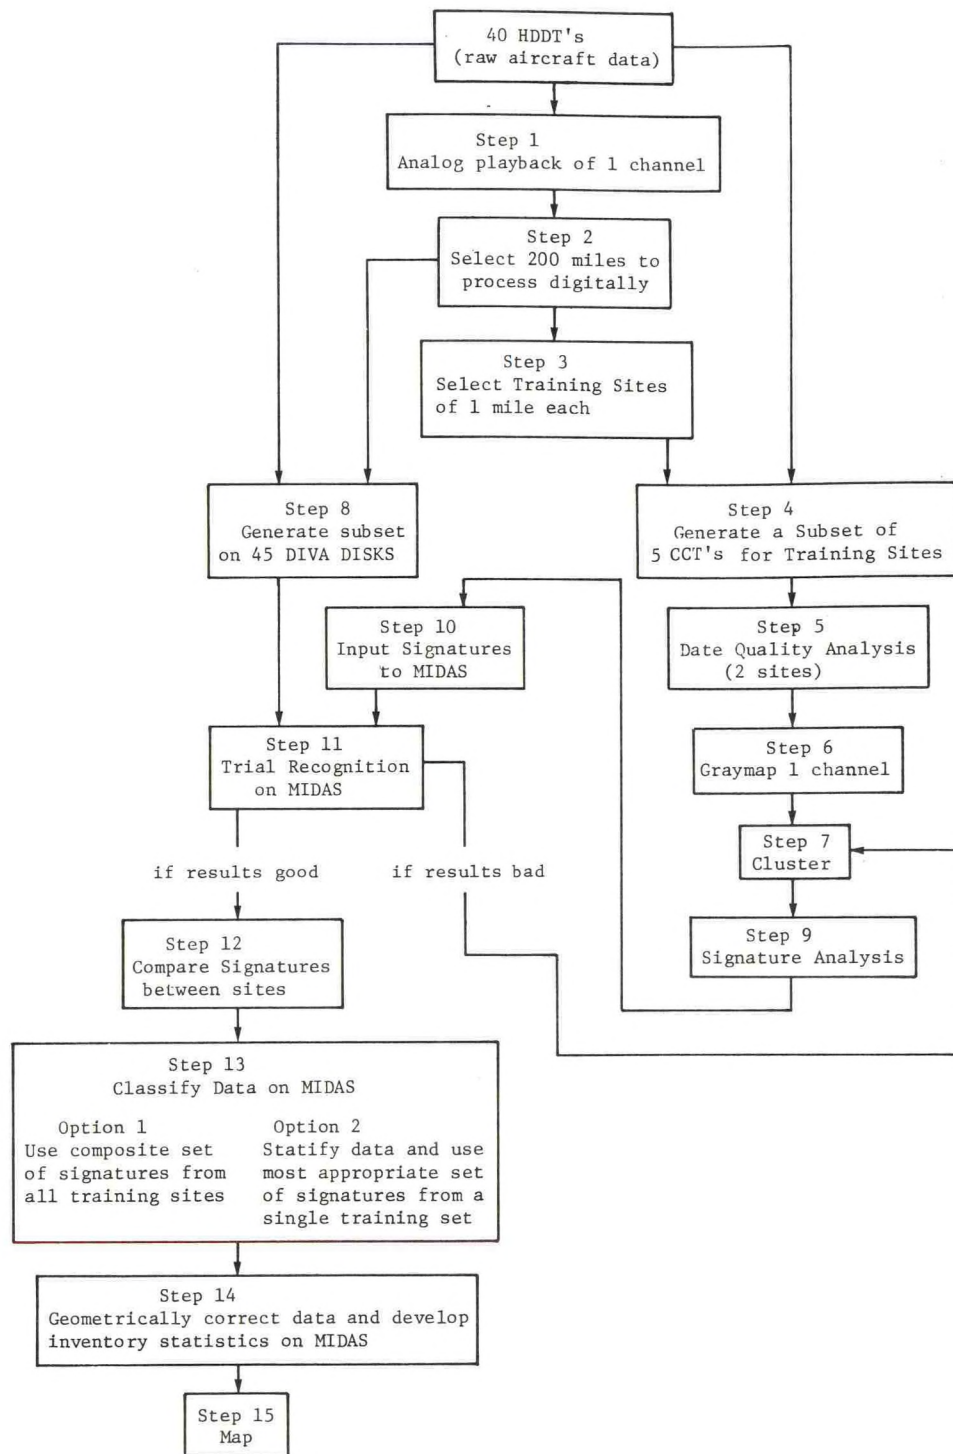 40 HDDT's
(raw aircraft data)
Step 1
Analog playback of 1 channel
Step 2
Select 200 miles to
process digitally
Step 3
Select Training Sites
of 1 mile each
Step 8
Generate subset
on 45 DIVA DISKS
Step 4
Generate a Subset of
5 CCT's for Training Sites
Step 10
Input Signatures
to MIDAS
Step 5
Date Quality Analysis
(2 sites)
Step 11
Trial Recognition
on MIDAS
Step 6
Graymap 1 channel
Step 7
Cluster
if results good
if results bad
Step 9
Signature Analysis
Step 12
Compare Signatures
between sites
Step 13
Classify Data on MIDAS
Option 1
Use composite set
of signatures from
all training sites
Option 2
Statify data and use
most appropriate set
of signatures from a
single training set
Step 14
Geometrically correct data and develop
inventory statistics on MIDAS
Step 15
Map